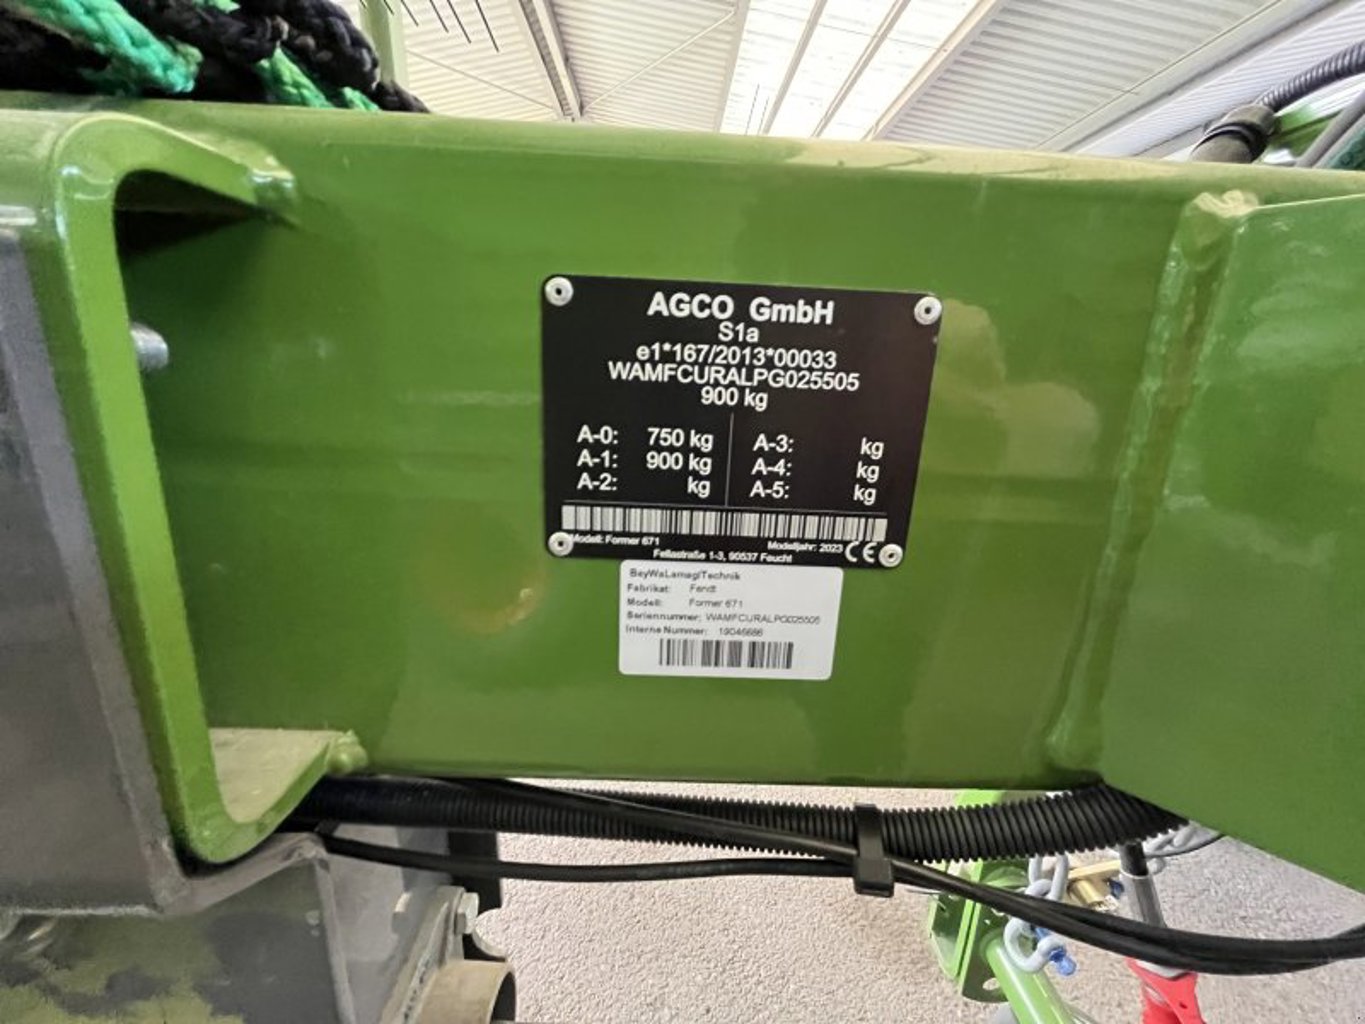 AGCO GmbH
S1a
e1*167/2013*00033
WAMFCURALPG025505
900 kg
A-0: 750 kg
A-1: 900 kg
A-2: kg
A-3: kg
A-4: kg
A-5: kg
Modell: Former 671
Modelljahr: 2023
CE
Fellastraße 1-3, 90537 Feucht
BayWaLamaglTechnik
Fabrikat: Fendt
Modell: Former 671
Seriennummer: WAMFCURALPG025505
Interne Nummer: 19046686